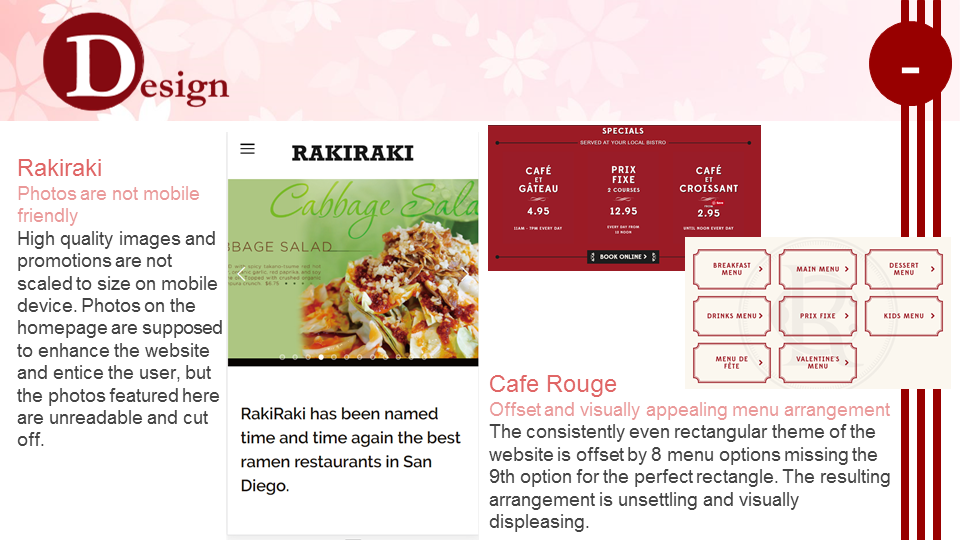 Design
-
Rakiraki
Photos are not mobile
friendly
High quality images and
promotions are not
scaled to size on mobile
device. Photos on the
homepage are supposed
to enhance the website
and entice the user, but
the photos featured here
are unreadable and cut
off.
RAKIRAKI
Cabbage Sala
BBAGE SALAD
RakiRaki has been named
time and time again the best
ramen restaurants in San
Diego.
SPECIALS
SERVED AT YOUR LOCAL BISTRO
CAFÉ
ET
GÂTEAU
4.95
11AM - 7PM EVERY DAY
PRIX
FIXE
2 COURSES
12.95
EVERY DAY FROM
12 NOON
CAFÉ
ET
CROISSANT
FROM
2.95
UNTIL NOON EVERY DAY
BOOK ONLINE >
BREAKFAST
MENU >
MAIN MENU >
DESSERT
MENU >
DRINKS MENU >
PRIX FIXE >
KIDS MENU >
MENU DE
FÊTE >
VALENTINE'S
MENU >
Cafe Rouge
Offset and visually appealing menu arrangement
The consistently even rectangular theme of the
website is offset by 8 menu options missing the
9th option for the perfect rectangle. The resulting
arrangement is unsettling and visually
displeasing.